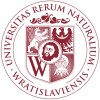 UNIVERSITAS RERUM NATURALIUM
WRATISLAVIENSIS
W